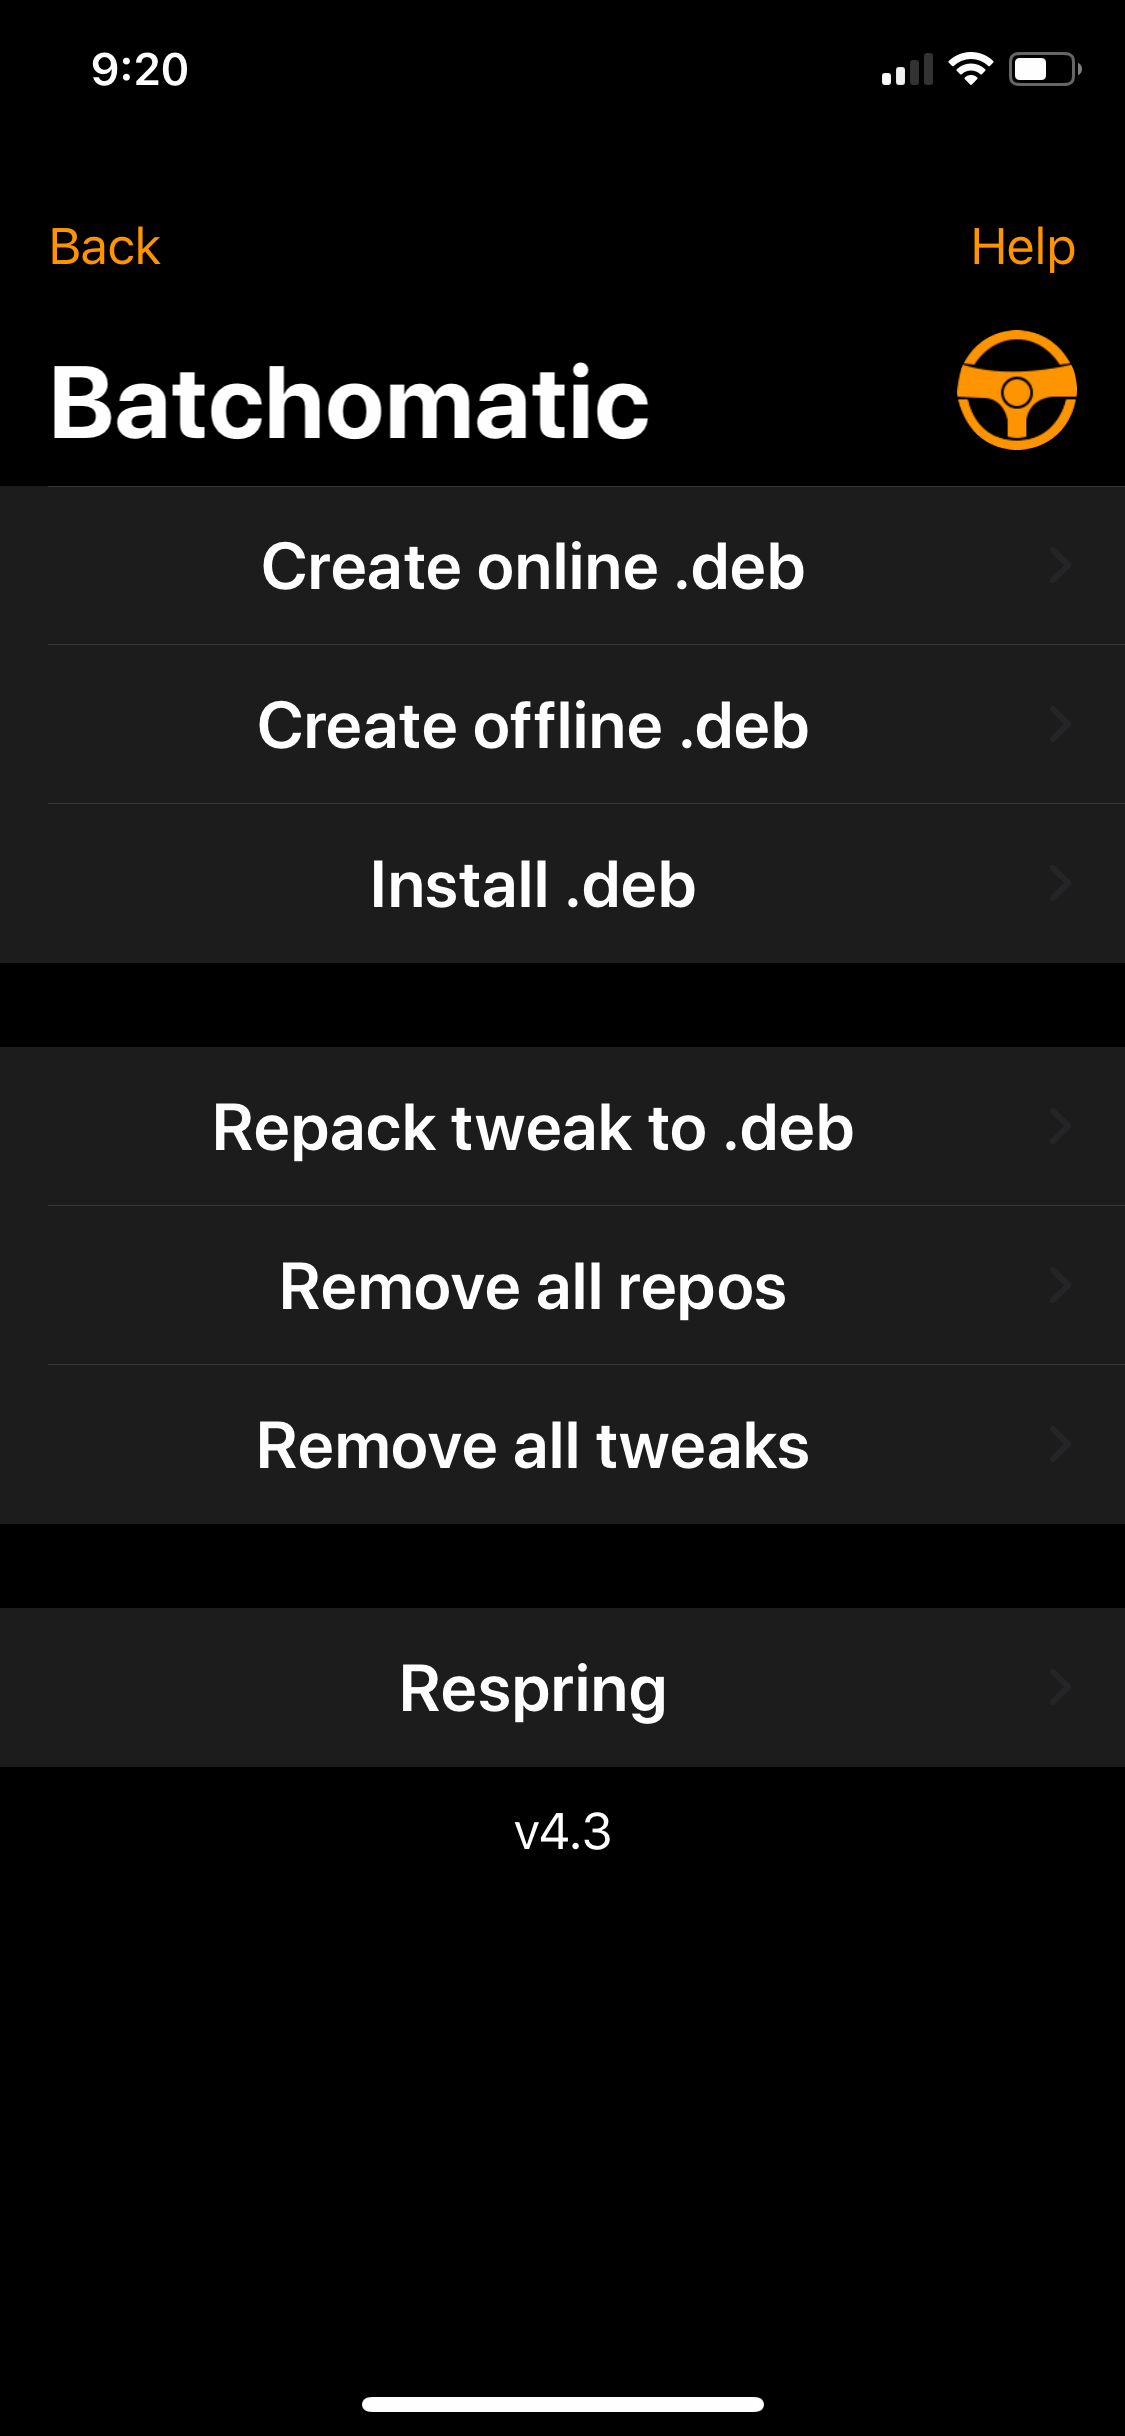 9:20
Back
Help
Batchomatic
Create online .deb
Create offline .deb
Install .deb
Repack tweak to .deb
Remove all repos
Remove all tweaks
Respring
v4.3